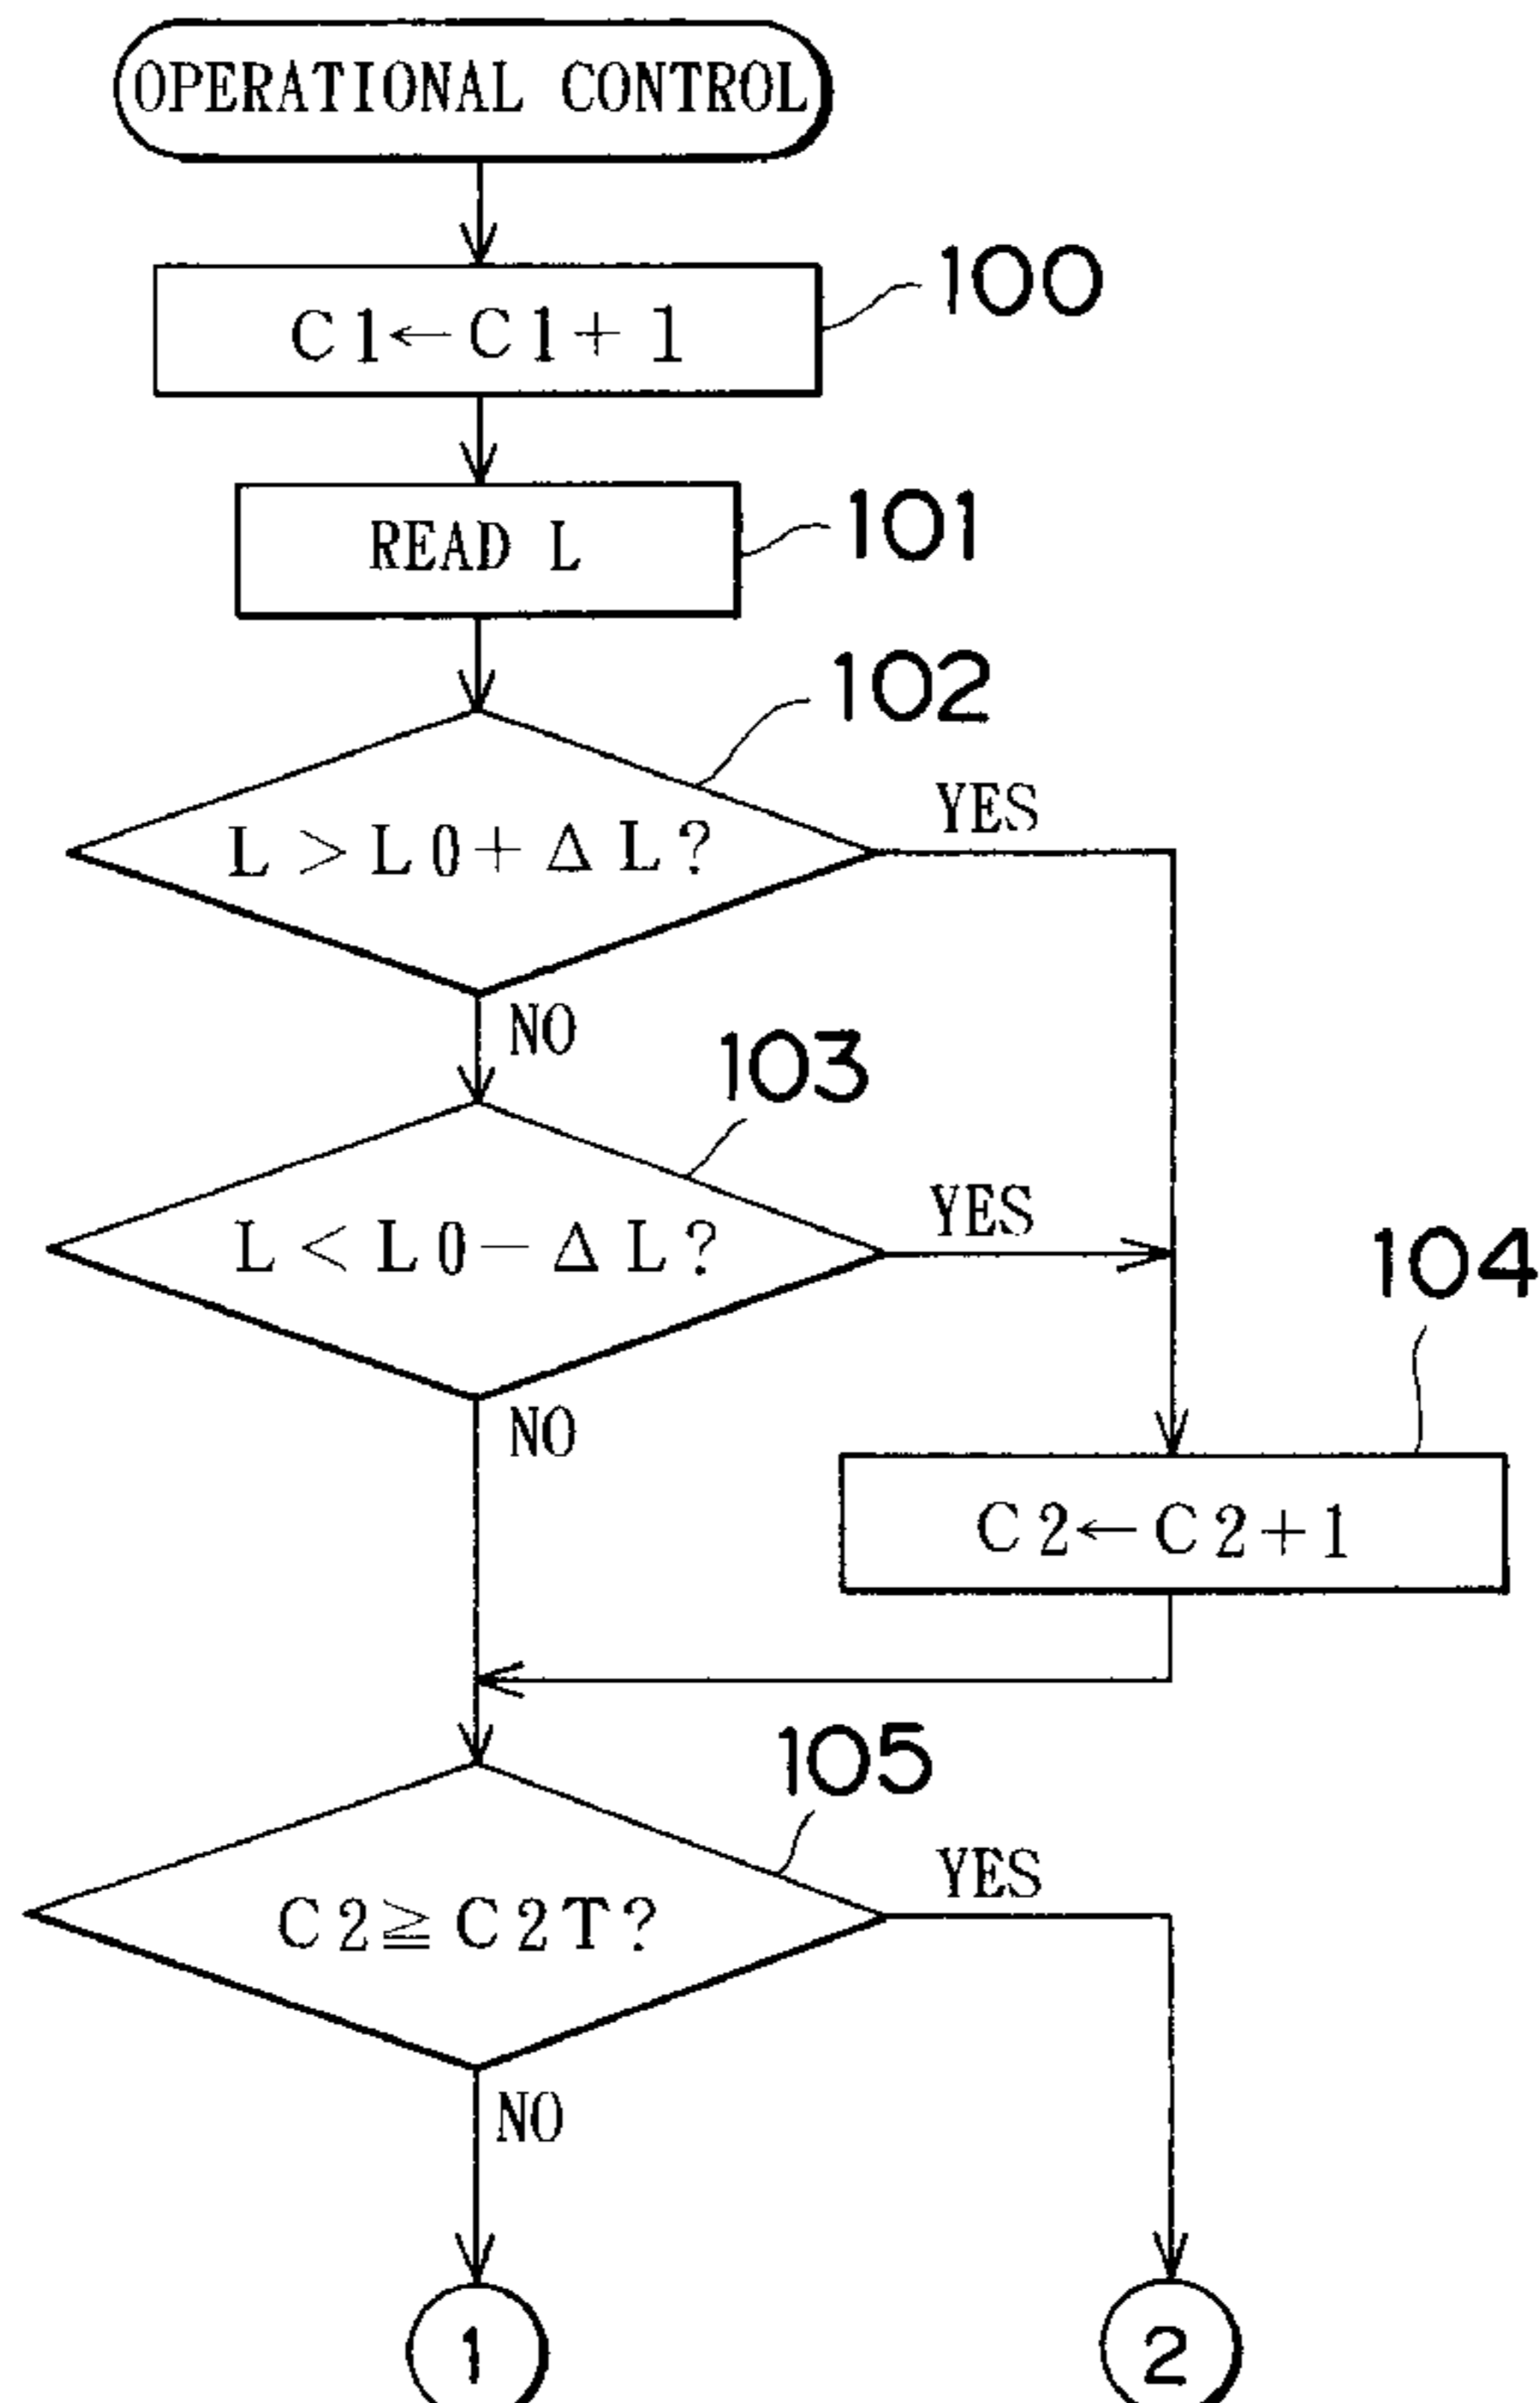 OPERATIONAL CONTROL
C1←C1+1
100
READ L
101
102
L>L0+ΔL?
YES
NO
103
L<L0−ΔL?
YES
NO
104
C2←C2+1
105
C2≧C2T?
YES
NO
1
2